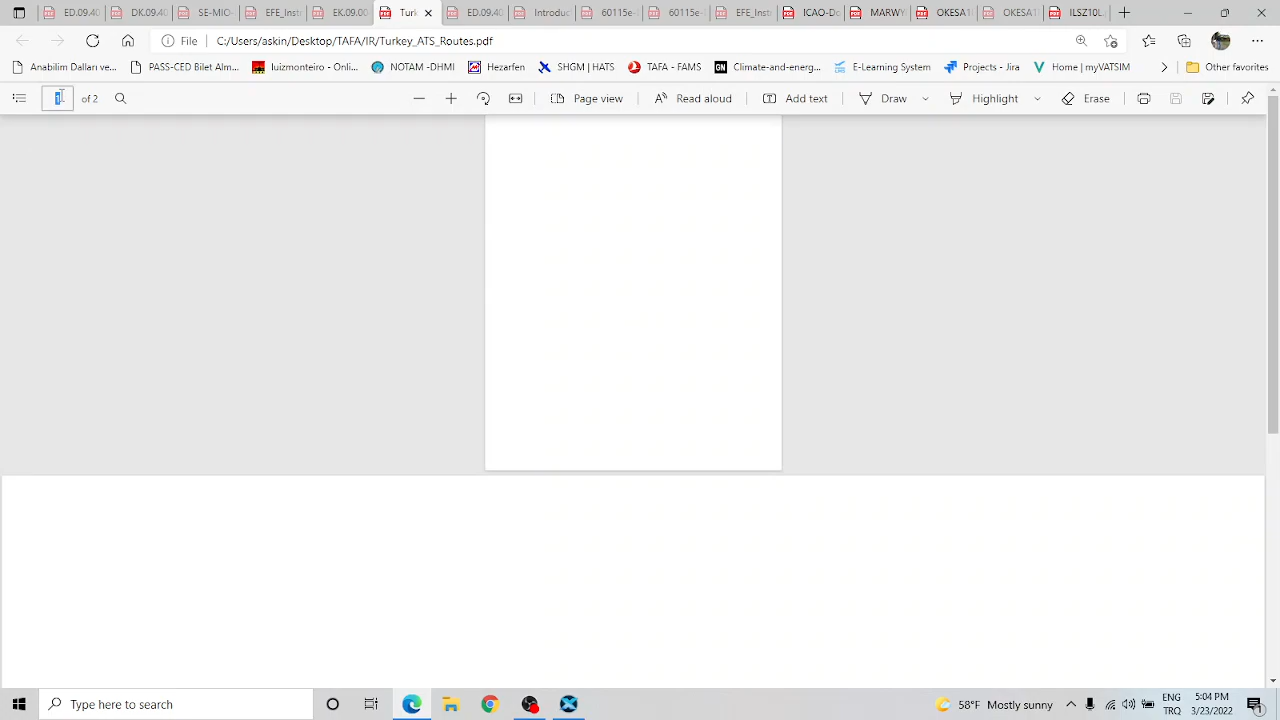 ED.09.40
DK.09.40
SE-MIO-
EFE_Instr
EK.09.00
Turk
ED.09.40
Introduc
60115e-
60115e-
EFE_Instr
ICAO-Do
MARWY
OKESA1
OKESA1
ILSZ10L
File
C:/Users/askin/Desktop/TAFA/IR/Turkey_ATS_Routes.pdf
Anabilim Dalları ve...
PASS-CED Bilet Alm...
luizmonteiro - Onli...
NOTAM -DHMI
Hezarfen
SHGM | HATS
TAFA - FAMS
Climate-and-energ...
E-Learning System
Projects - Jira
Home | myVATSIM
Other favorites
1 of 2
Page view
Read aloud
Add text
Draw
Highlight
Erase
Type here to search
58°F Mostly sunny
ENG
TRQ
5:04 PM
3/23/2022